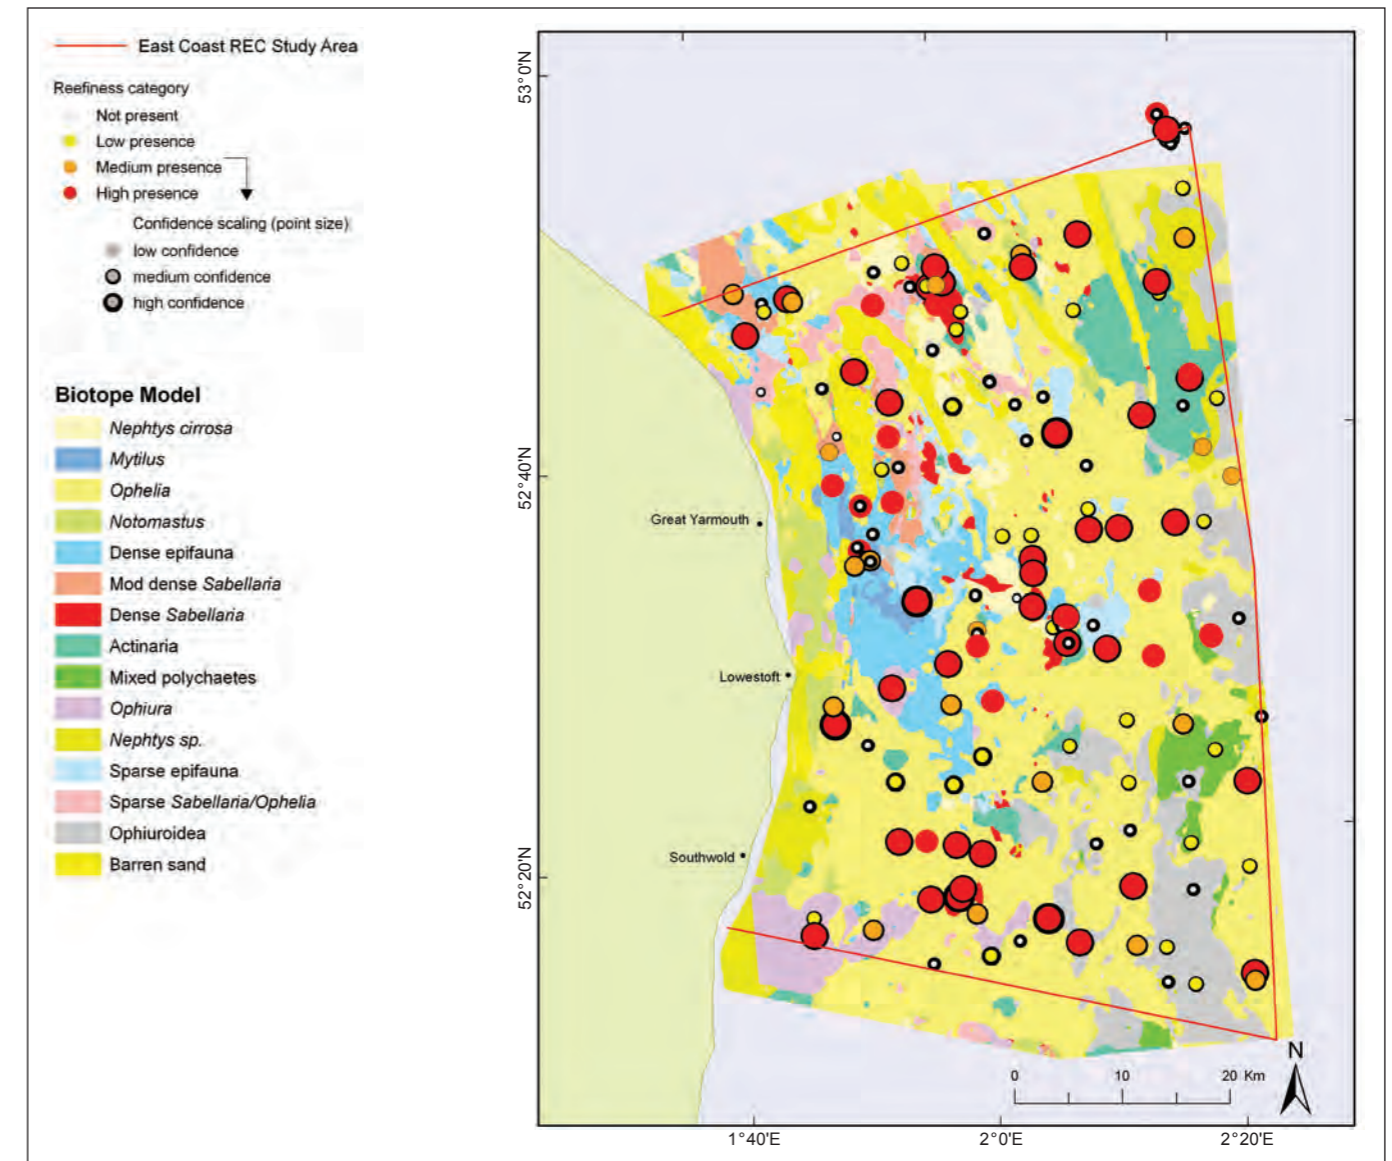 East Coast REC Study Area
Reefiness category
Not present
Low presence
Medium presence
High presence
Confidence scaling (point size)
low confidence
medium confidence
high confidence
Biotope Model
Nephtys cirrosa
Mytilus
Ophelia
Notomastus
Dense epifauna
Mod dense Sabellaria
Dense Sabellaria
Actinaria
Mixed polychaetes
Ophiura
Nephtys sp.
Sparse epifauna
Sparse Sabellaria/Ophelia
Ophiuroidea
Barren sand
53°0'N
52°40'N
52°20'N
Great Yarmouth
Lowestoft
Southwold
N
0 10 20 Km
1°40'E 2°0'E 2°20'E